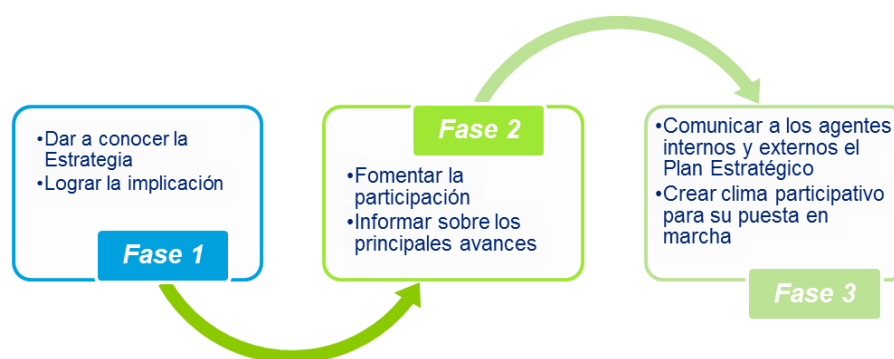 •Dar a conocer la
Estrategia
•Lograr la implicación
Fase 1
Fase 2
•Fomentar la
participación
•Informar sobre los
principales avances
•Comunicar a los agentes
internos y externos el
Plan Estratégico
•Crear clima participativo
para su puesta en
marcha
Fase 3